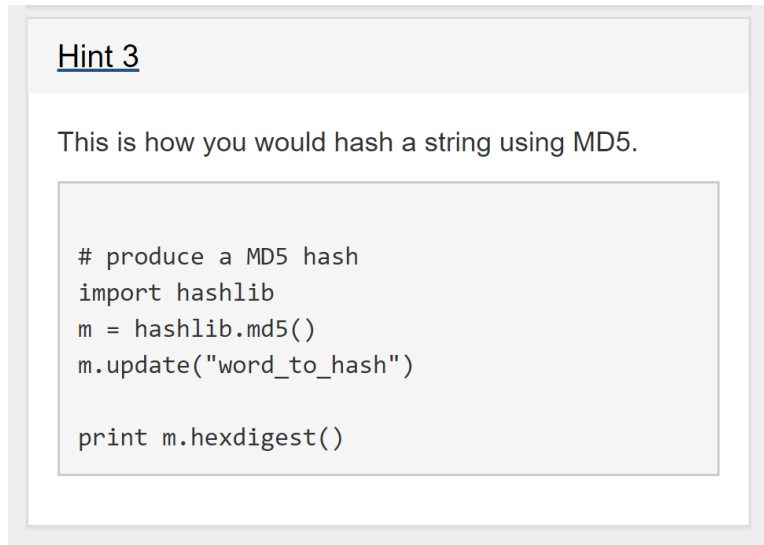 Hint 3
This is how you would hash a string using MD5.
# produce a MD5 hash
import hashlib
m = hashlib.md5()
m.update("word_to_hash")
print m.hexdigest()